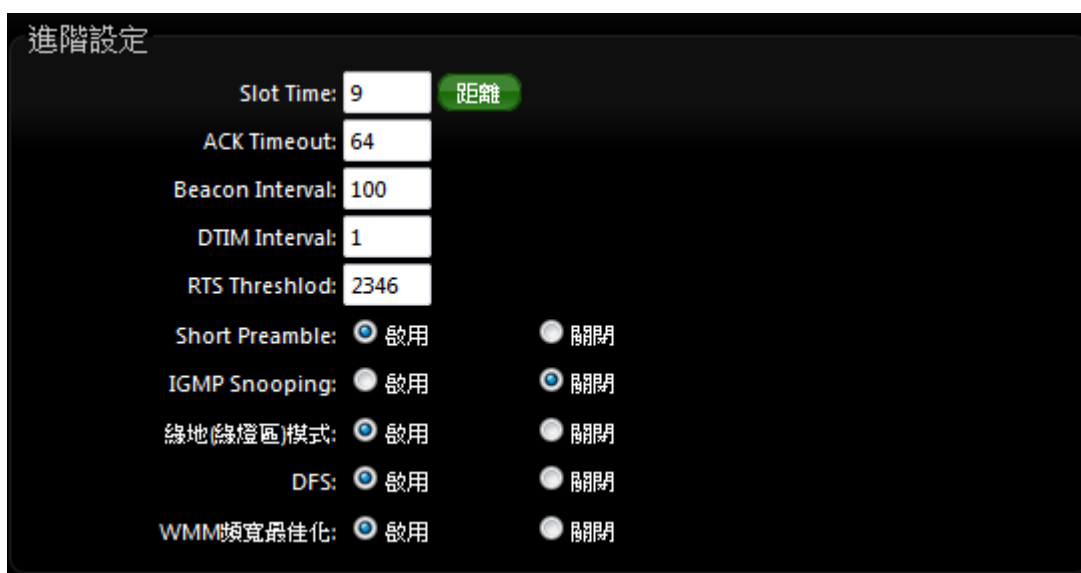 進階設定
Slot Time: 9 距離
ACK Timeout: 64
Beacon Interval: 100
DTIM Interval: 1
RTS Threshlod: 2346
Short Preamble: 啟用 關閉
IGMP Snooping: 啟用 關閉
綠地(綠燈區)模式: 啟用 關閉
DFS: 啟用 關閉
WMM頻寬最佳化: 啟用 關閉